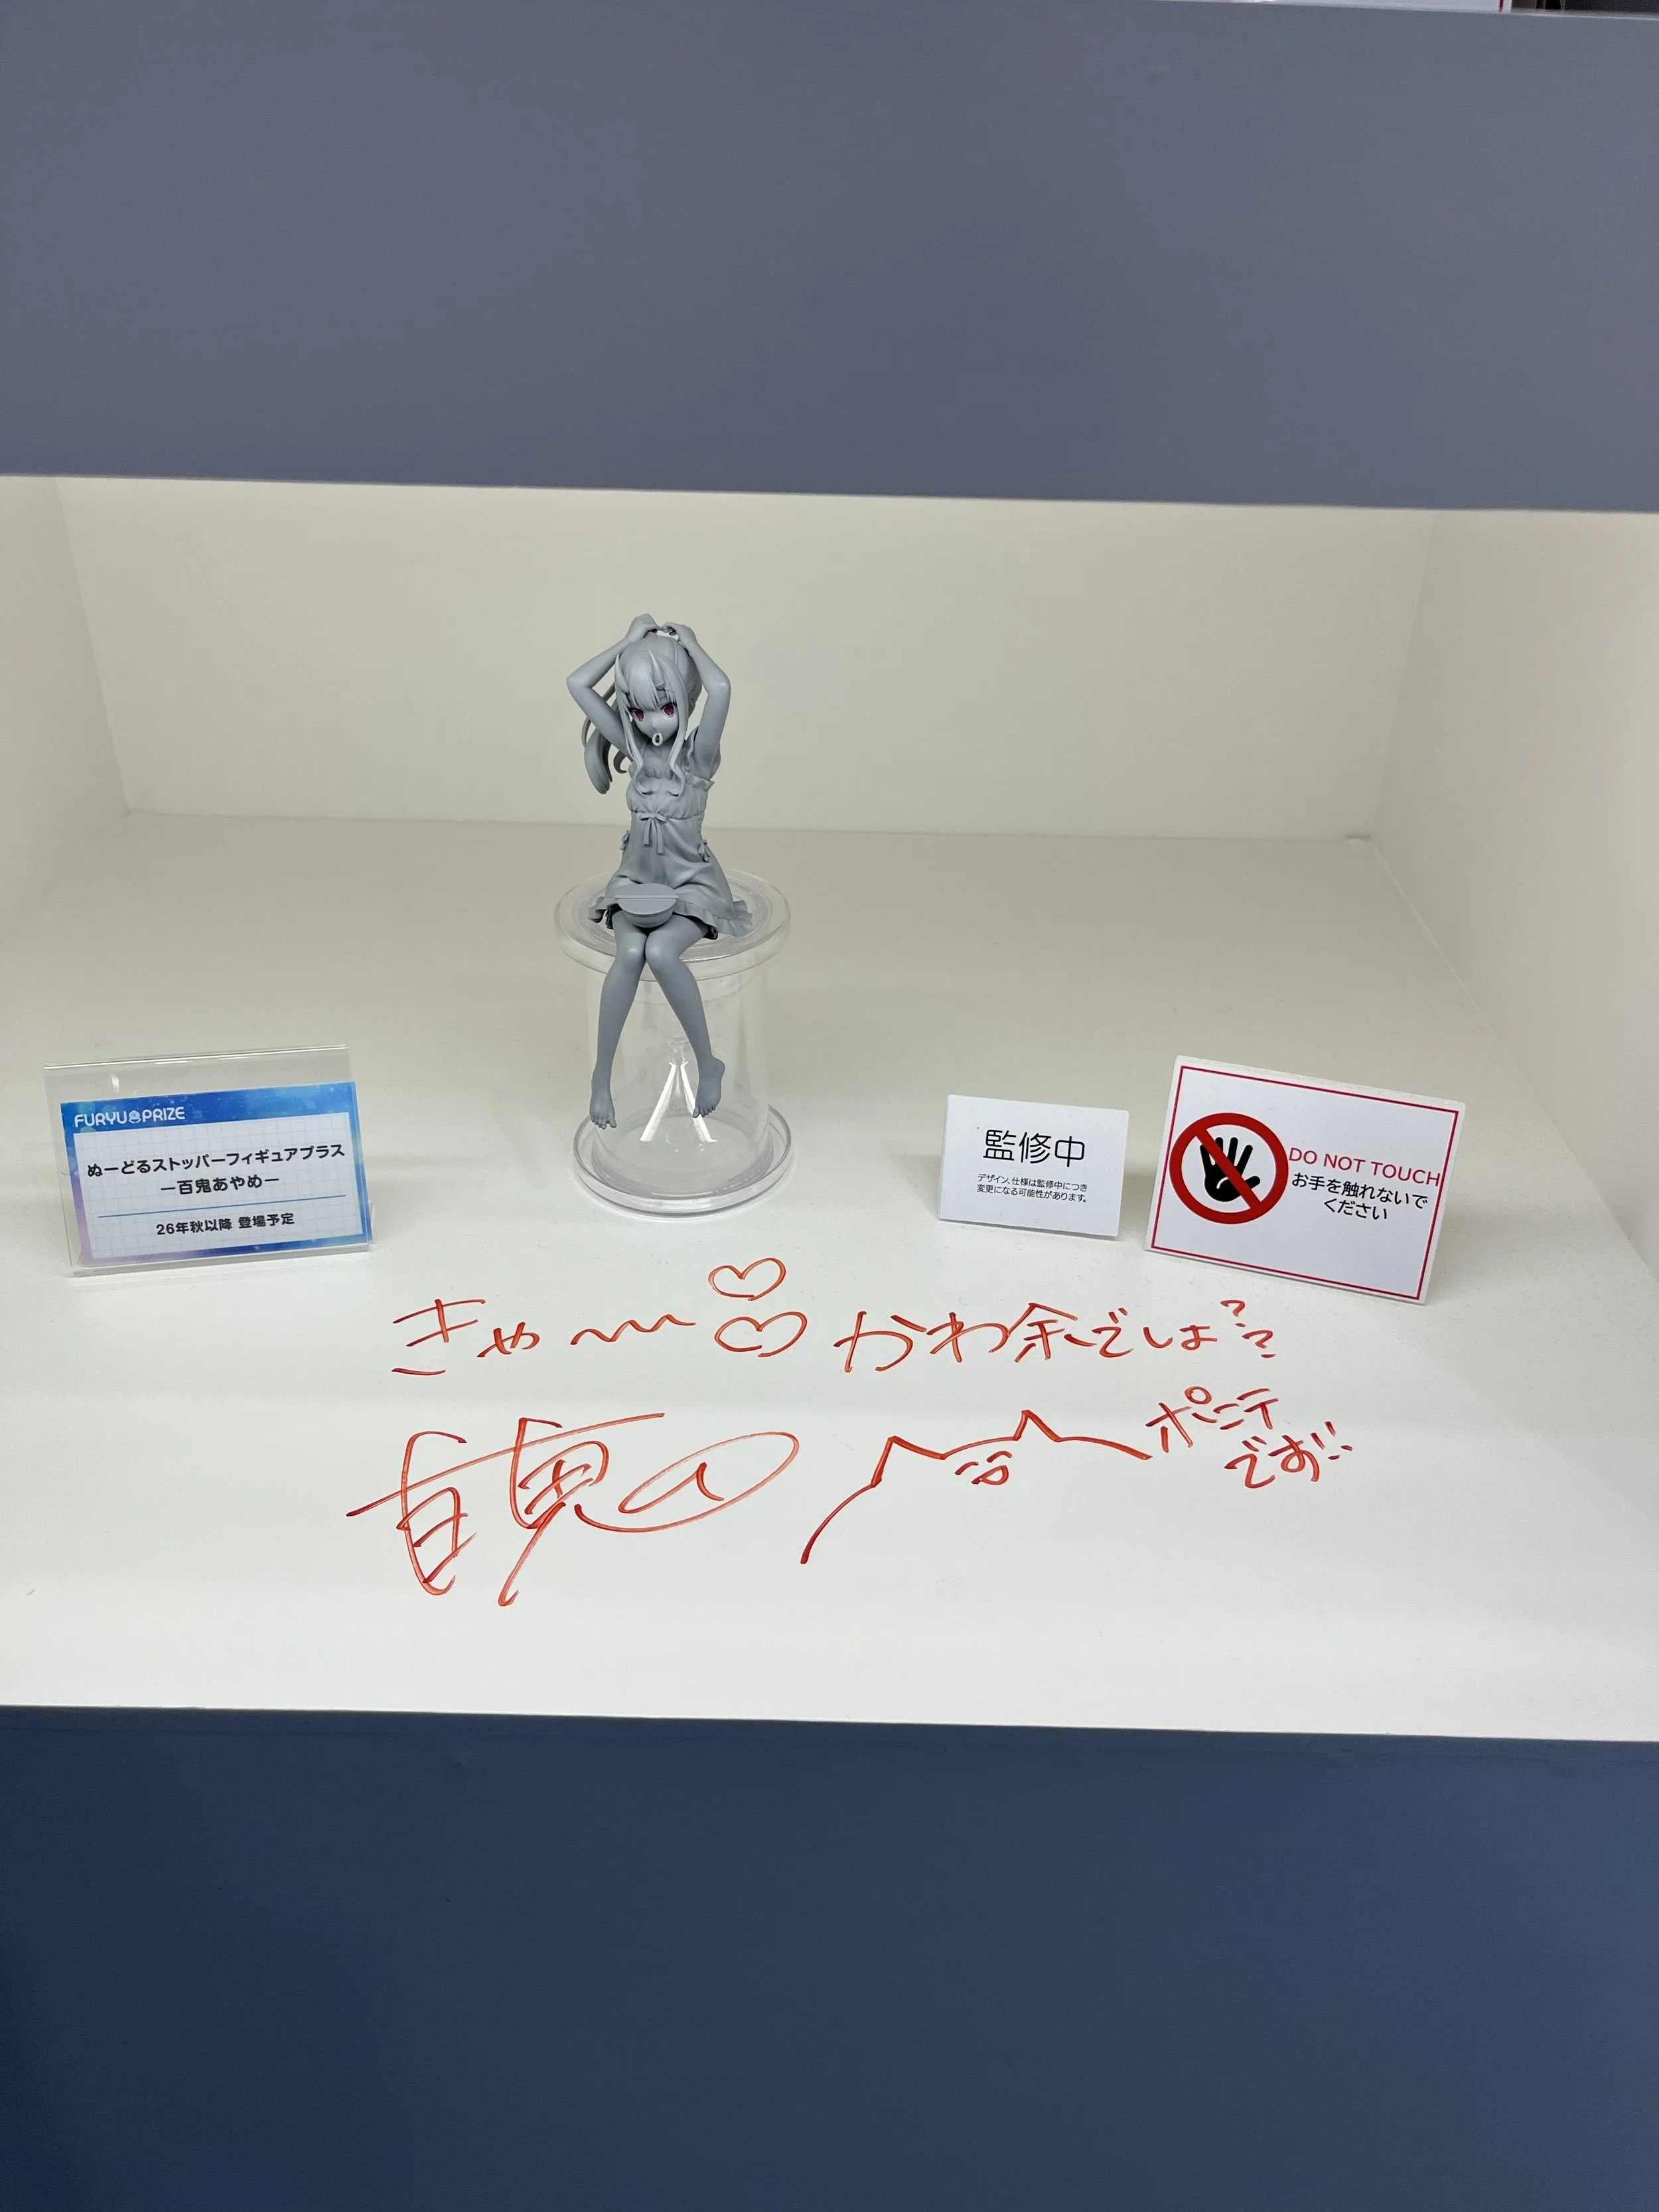 FURYU PRIZE
ぬーどるストッパーフィギュアプラス
ー百鬼あやめー
26年秋以降 登場予定
監修中
デザイン、仕様は監修中につき
変更になる可能性があります。
DO NOT TOUCH
お手を触れないで
ください
きゃ〜♡♡ かわ余でしょ??
百鬼
ポニテ
です!!